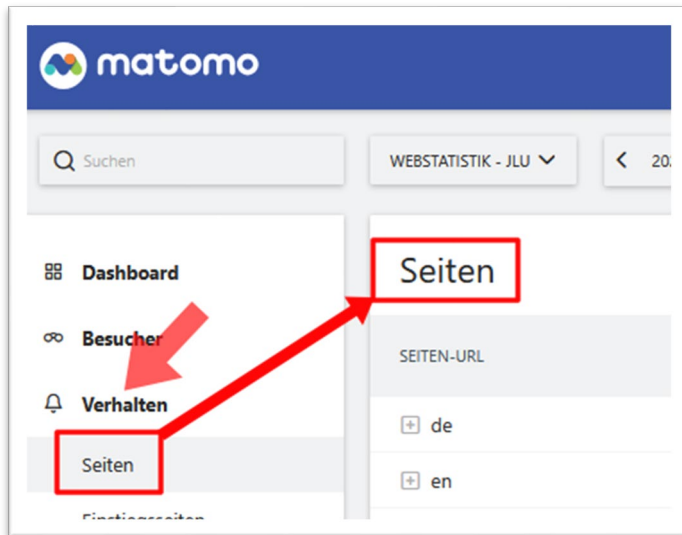 matomo
Suchen
WEBSTATISTIK - JLU
Dashboard
Besucher
Verhalten
Seiten
Seiten
SEITEN-URL
de
en